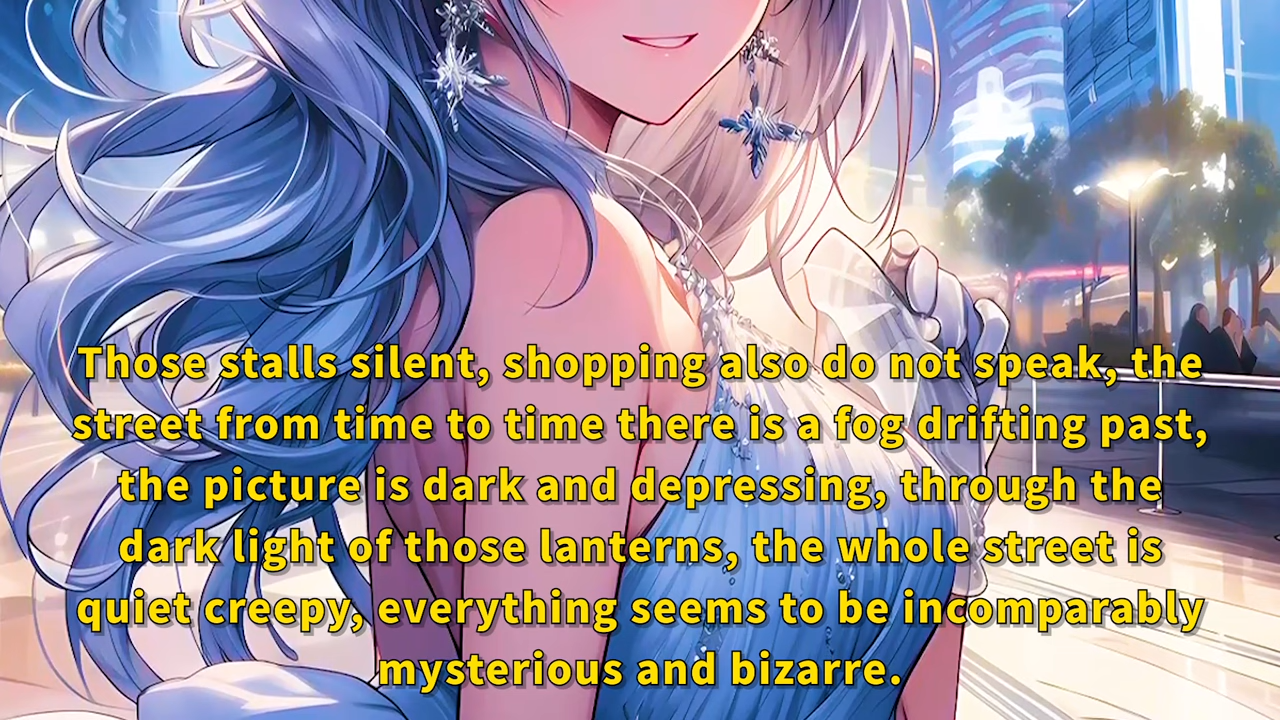 Those stalls silent, shopping also do not speak, the
street from time to time there is a fog drifting past,
the picture is dark and depressing, through the
dark light of those lanterns, the whole street is
quiet creepy, everything seems to be incomparably
mysterious and bizarre.